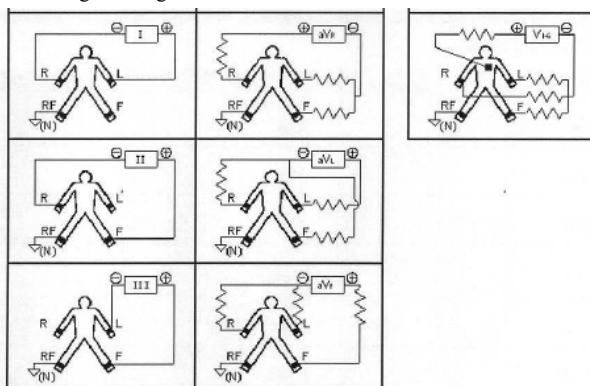 ⊖ I ⊕
R L
RF F
(N)
⊖ aVR ⊕
R L
RF F
(N)
⊕ V1-6 ⊖
R L
RF F
(N)
⊖ II ⊕
R L
RF F
(N)
⊖ aVL ⊕
R L
RF F
(N)
⊖ III ⊕
R L
RF F
(N)
⊖ aVF ⊕
R L
RF F
(N)